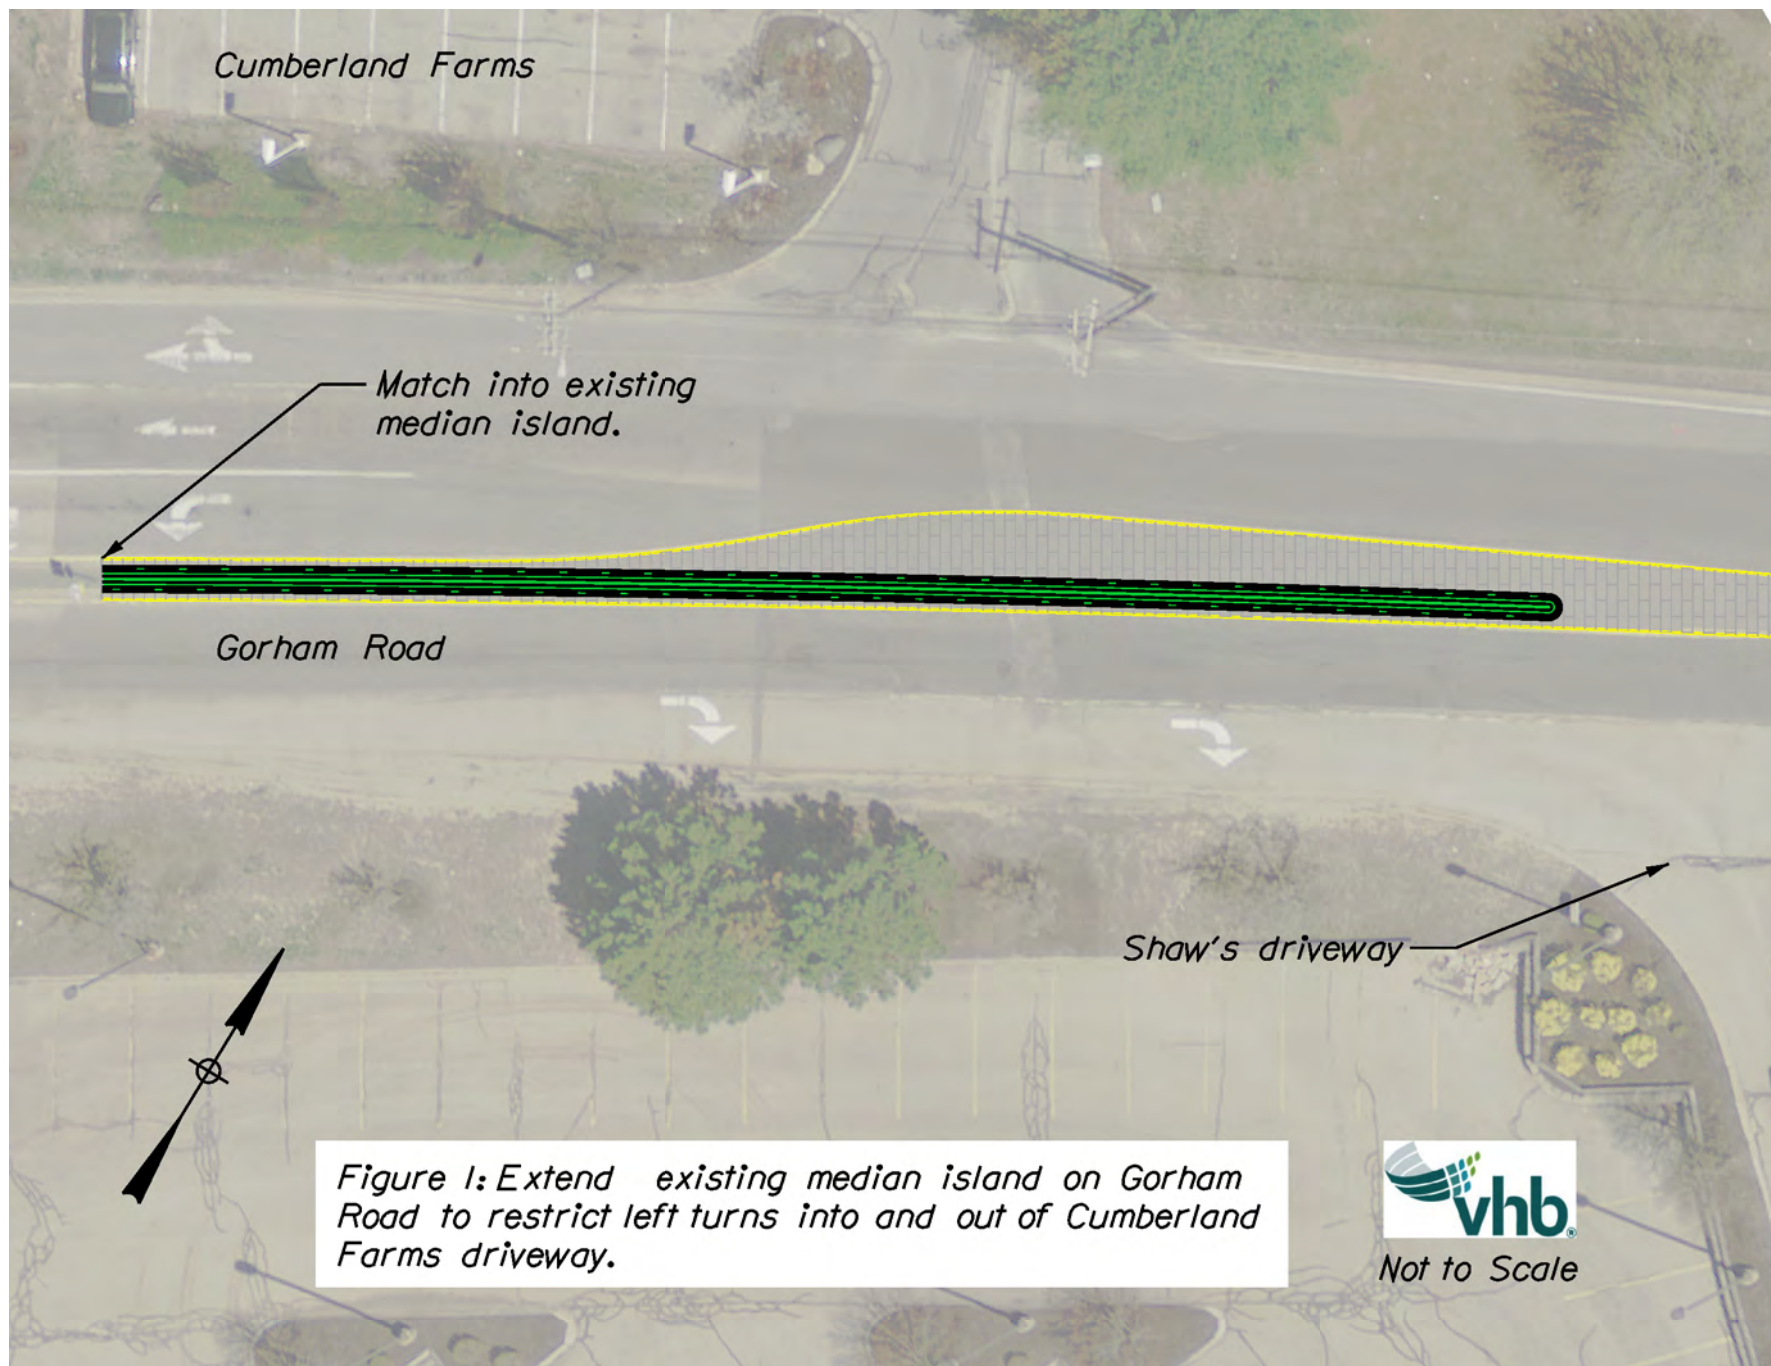 Cumberland Farms
Match into existing
median island.
Gorham Road
Shaw's driveway
Figure 1: Extend existing median island on Gorham
Road to restrict left turns into and out of Cumberland
Farms driveway.
vhb®
Not to Scale